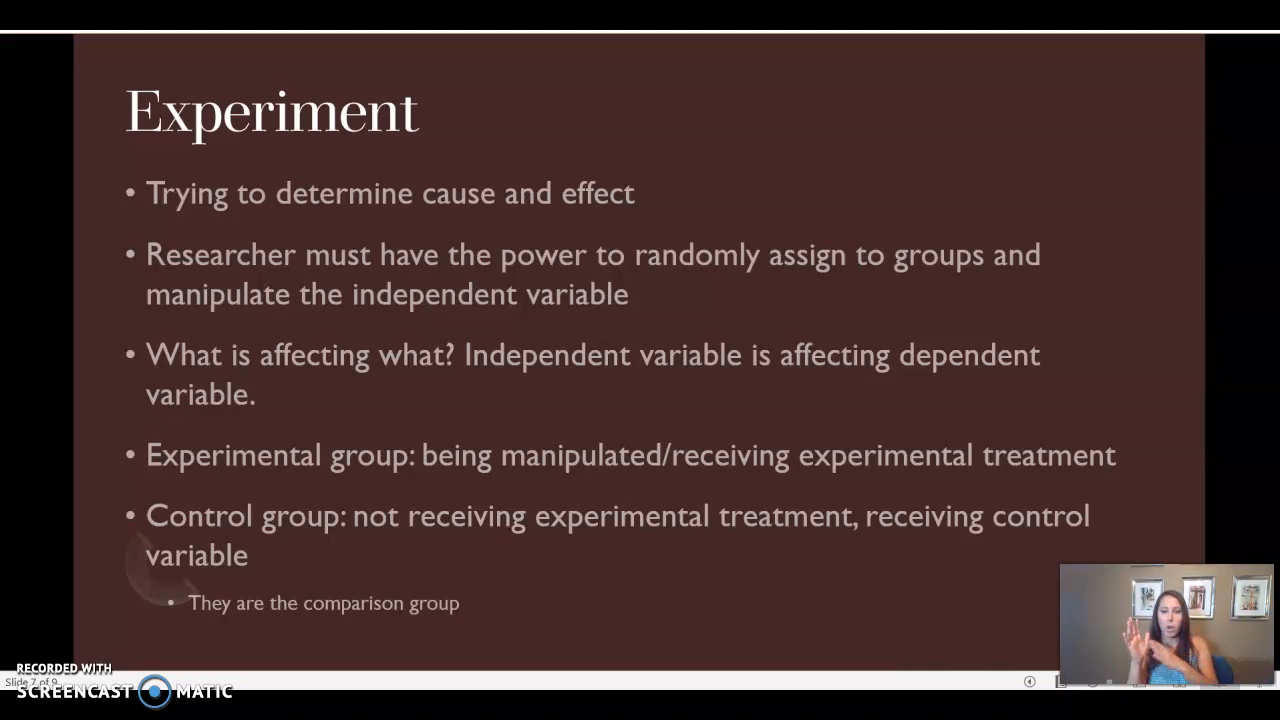 Experiment
• Trying to determine cause and effect
• Researcher must have the power to randomly assign to groups and
manipulate the independent variable
• What is affecting what? Independent variable is affecting dependent
variable.
• Experimental group: being manipulated/receiving experimental treatment
• Control group: not receiving experimental treatment, receiving control
variable
• They are the comparison group
RECORDED WITH
Slide 7 of 9
SCREENCAST MATIC